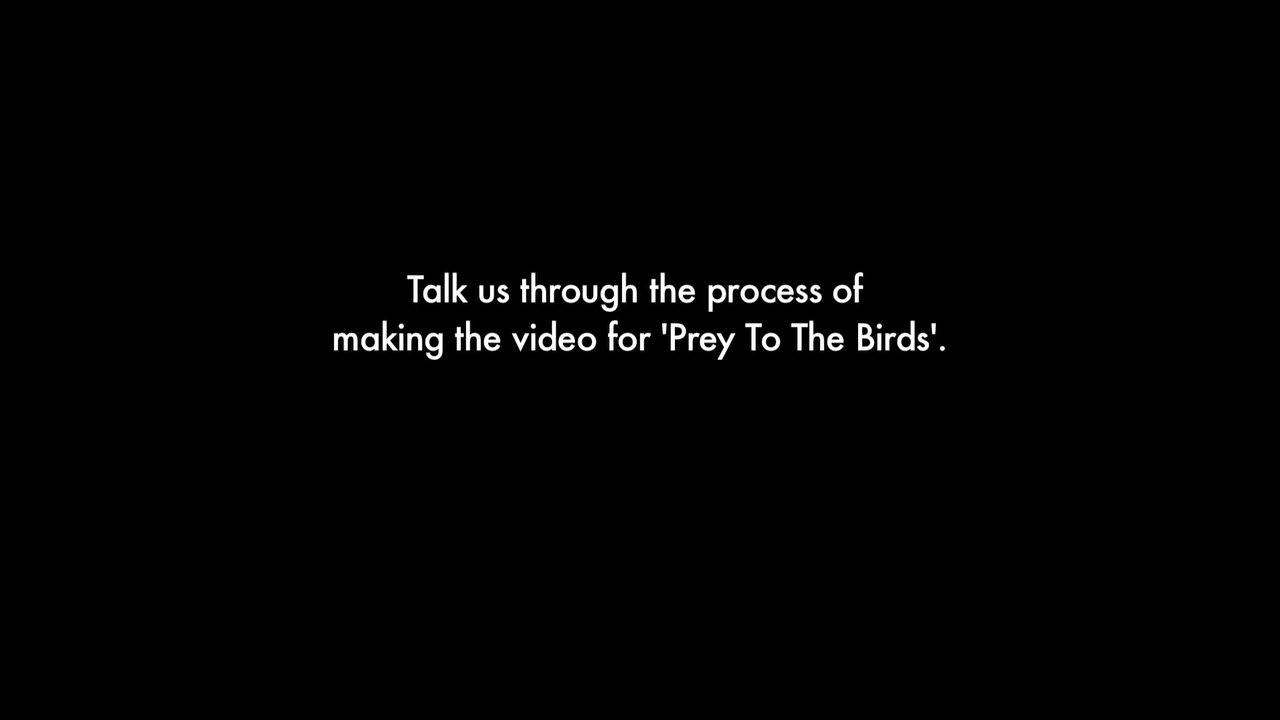 Talk us through the process of
making the video for 'Prey To The Birds'.